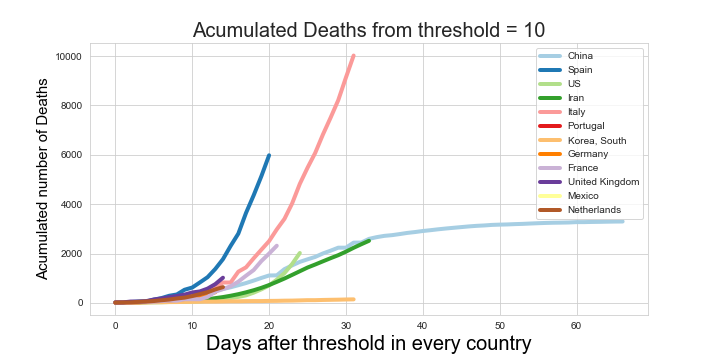 Acumulated Deaths from threshold = 10
Acumulated number of Deaths
10000
8000
6000
4000
2000
0
0 10 20 30 40 50 60
Days after threshold in every country
China
Spain
US
Iran
Italy
Portugal
Korea, South
Germany
France
United Kingdom
Mexico
Netherlands